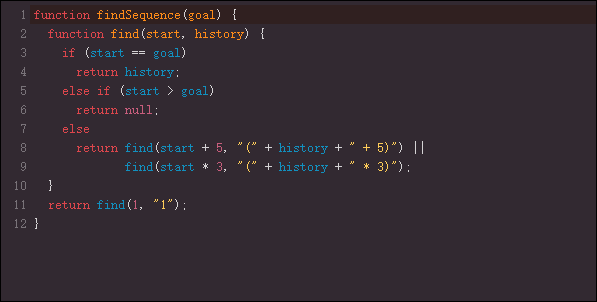 1 function findSequence(goal) {
2   function find(start, history) {
3     if (start == goal)
4       return history;
5     else if (start > goal)
6       return null;
7     else
8       return find(start + 5, "(" + history + " + 5)") ||
9              find(start * 3, "(" + history + " * 3)");
10   }
11   return find(1, "1");
12 }